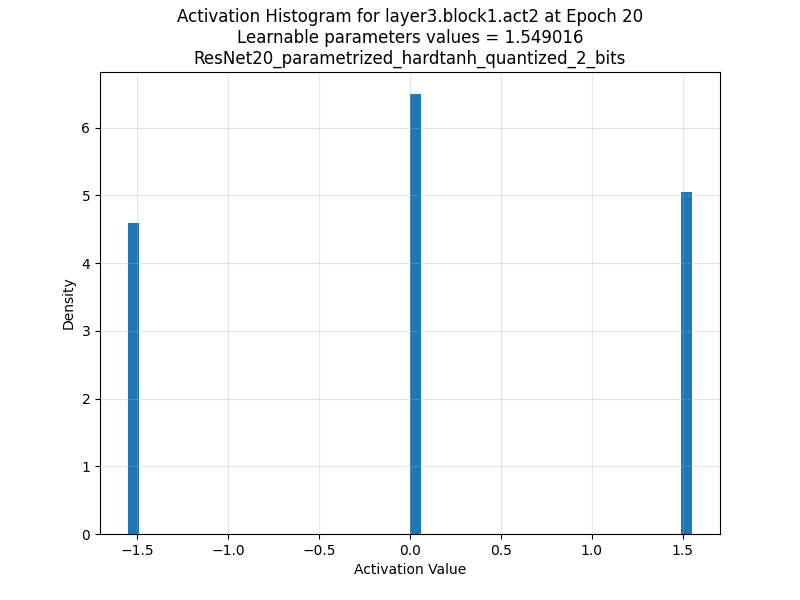 Activation Histogram for layer3.block1.act2 at Epoch 20
Learnable parameters values = 1.549016
ResNet20_parametrized_hardtanh_quantized_2_bits
6
5
4
3
2
1
0
Density
−1.5 −1.0 −0.5 0.0 0.5 1.0 1.5
Activation Value